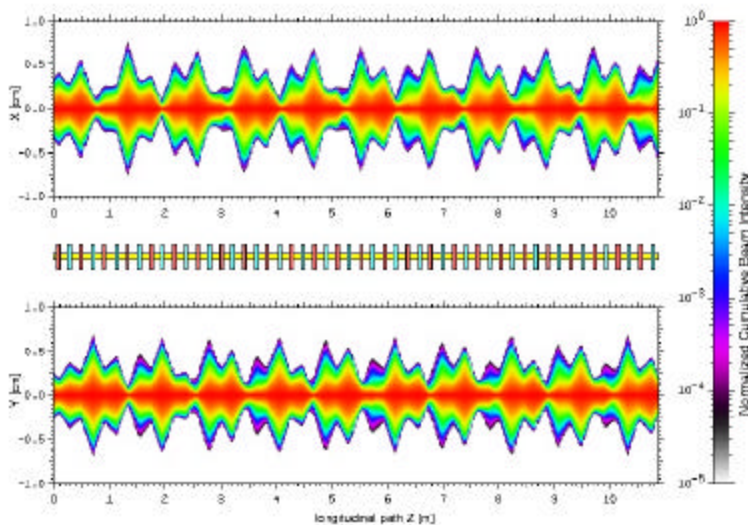 1.0
0.5
0.0
−0.5
−1.0
X [cm]
0 1 2 3 4 5 6 7 8 9 10
1.0
0.5
0.0
−0.5
−1.0
Y [cm]
0 1 2 3 4 5 6 7 8 9 10
longitudinal path Z [m]
10⁰
10⁻¹
10⁻²
10⁻³
10⁻⁴
10⁻⁵
Normalized Cumulative Beam Intensity